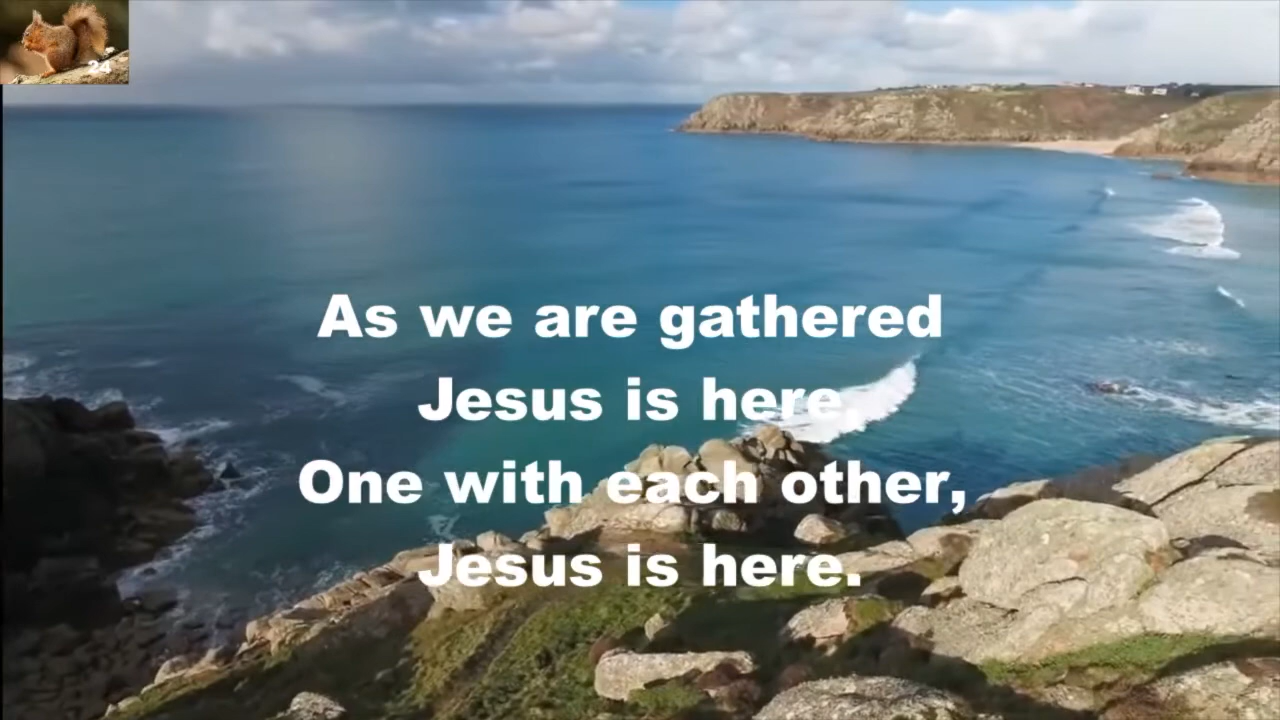 24
As we are gathered
Jesus is here.
One with each other,
Jesus is here.